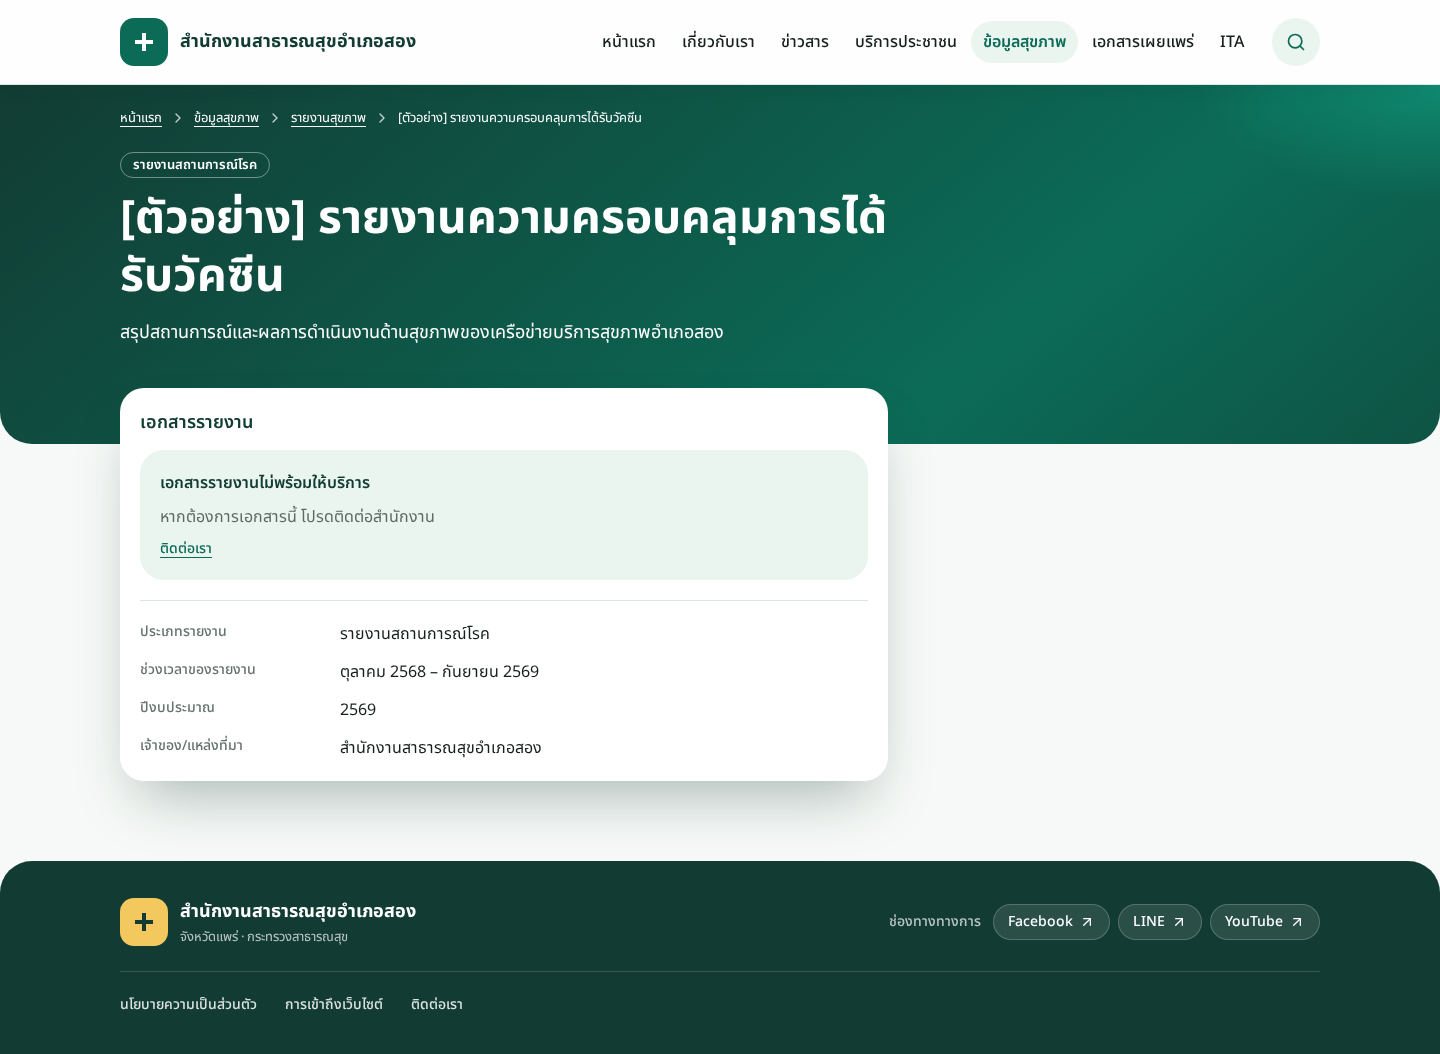 สำนักงานสาธารณสุขอำเภอสอง
หน้าแรก เกี่ยวกับเรา ข่าวสาร บริการประชาชน ข้อมูลสุขภาพ เอกสารเผยแพร่ ITA
หน้าแรก > ข้อมูลสุขภาพ > รายงานสุขภาพ > [ตัวอย่าง] รายงานความครอบคลุมการได้รับวัคซีน
รายงานสถานการณ์โรค
[ตัวอย่าง] รายงานความครอบคลุมการได้
รับวัคซีน
สรุปสถานการณ์และผลการดำเนินงานด้านสุขภาพของเครือข่ายบริการสุขภาพอำเภอสอง
เอกสารรายงาน
เอกสารรายงานไม่พร้อมให้บริการ
หากต้องการเอกสารนี้ โปรดติดต่อสำนักงาน
ติดต่อเรา
ประเภทรายงาน รายงานสถานการณ์โรค
ช่วงเวลาของรายงาน ตุลาคม 2568 – กันยายน 2569
ปีงบประมาณ 2569
เจ้าของ/แหล่งที่มา สำนักงานสาธารณสุขอำเภอสอง
สำนักงานสาธารณสุขอำเภอสอง
จังหวัดแพร่ · กระทรวงสาธารณสุข
ช่องทางทางการ Facebook LINE YouTube
นโยบายความเป็นส่วนตัว การเข้าถึงเว็บไซต์ ติดต่อเรา